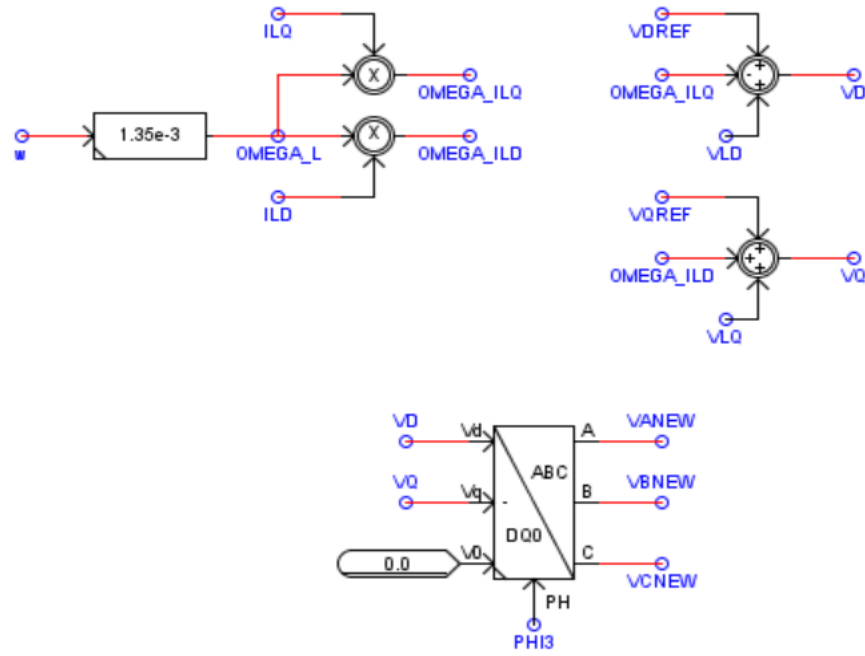 ILQ
X
OMEGA_ILQ
w
1.35e-3
OMEGA_L
X
OMEGA_ILD
ILD
VDREF
+
OMEGA_ILQ
-
+
VD
VLD
VQREF
+
OMEGA_ILD
+
+
VQ
VLQ
VD
Vd
A
VANEW
ABC
VQ
Vq
-
B
VBNEW
DQ0
0.0
V0
C
VCNEW
PH
PHI3